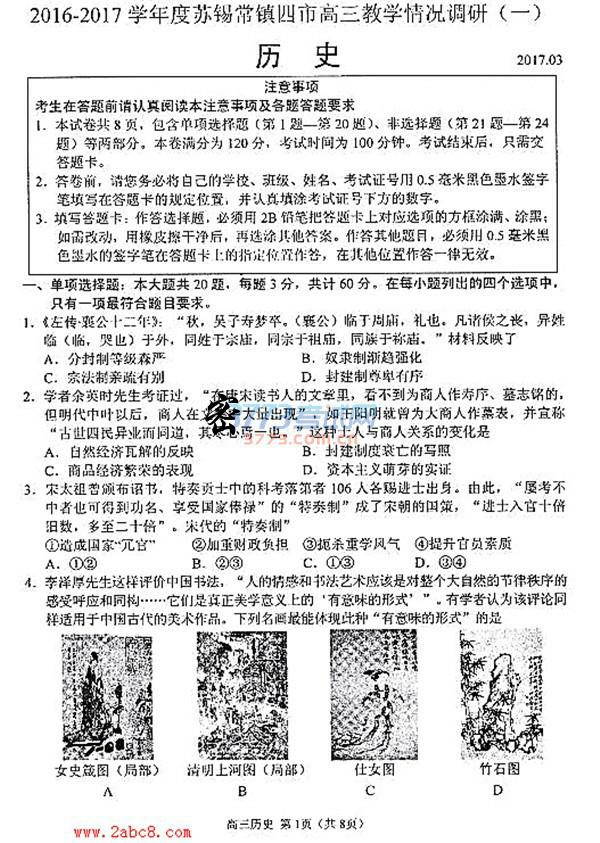 2016-2017 学年度苏锡常镇四市高三教学情况调研（一）
历 史
2017.03
注意事项
考生在答题前请认真阅读本注意事项及各题答题要求
1. 本试卷共 8 页，包含单项选择题（第 1 题—第 20 题）、非选择题（第 21 题—第 24
题）等两部分。本卷满分为 120 分，考试时间为 100 分钟。考试结束后，只需交
答题卡。
2. 答卷前，请您务必将自己的学校、班级、姓名、考试证号用 0.5 毫米黑色墨水签字
笔填写在答题卡的规定位置，并认真填涂考试证号下方的数字。
3. 填写答题卡：作答选择题，必须用 2B 铅笔把答题卡上对应选项的方框涂满、涂黑；
如需改动，用橡皮擦干净后，再选涂其他答案。作答其他题目，必须用 0.5 毫米黑
色墨水的签字笔在答题卡上的指定位置作答，在其他位置作答一律无效。
一、单项选择题：本大题共 20 题，每题 3 分，共计 60 分。在每小题列出的四个选项中，
只有一项最符合题目要求。
1.《左传·襄公十二年》：“秋，吴子寿梦卒。（襄公）临于周庙，礼也。凡诸侯之丧，异姓
临（临，哭也）于外，同姓于宗庙，同宗于祖庙，同族于祢庙。”材料反映了
A．分封制等级森严 B．奴隶制渐趋强化
C．宗法制亲疏有别 D．封建制尊卑有序
2. 学者余英时先生考证过，“在唐宋读书人的文章里，看不到为商人作寿序、墓志铭的，
但明代中叶以后，商人在 大量出现”，如王阳明就曾为大商人作墓表，并宣称
“古世四民异业而同道，其 心焉一也。”这种士人与商人关系的变化是
A．自然经济瓦解的反映 B．封建制度衰亡的写照
C．商品经济繁荣的表现 D．资本主义萌芽的实证
密 3773考试网
3773.com.cn
3. 宋太祖曾颁布诏书，特奏贡士中的科考落第者 106 人各赐进士出身。由此，“屡考不
中者也可得到功名、享受国家俸禄”的“特奏制”成了宋朝的国策，“进士入官十倍
旧数，多至二十倍”。宋代的“特奏制”
①造成国家“冗官” ②加重财政负担 ③扼杀重学风气 ④提升官员素质
A．①② B．②③ C．①③ D．③④
4. 李泽厚先生这样评价中国书法，“人的情感和书法艺术应该是对整个大自然的节律秩序的
感受呼应和同构……它们是真正美学意义上的‘有意味的形式’”。有学者认为该评论同
样适用于中国古代的美术作品。下列名画最能体现此种“有意味的形式”的是
女史箴图（局部） 清明上河图（局部） 仕女图 竹石图
A B C D
高三历史 第 1页（共 8页）
www.2abc8.com